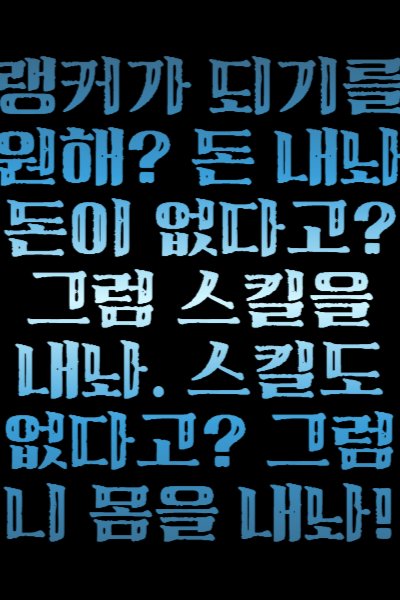 랭커가 되기를
원해? 돈 내놔
돈이 없다고?
그럼 스킬을
내놔. 스킬도
없다고? 그럼
니 몸을 내놔!